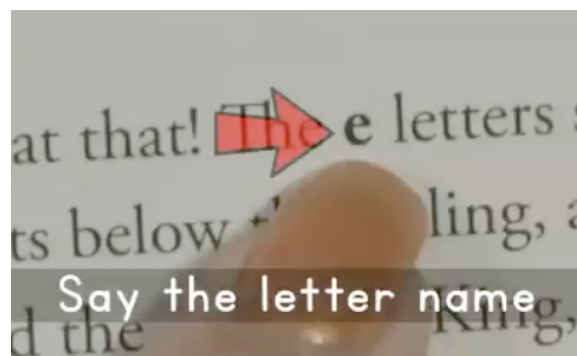 at that! The e letters
ts below ling,
d the King,
Say the letter name